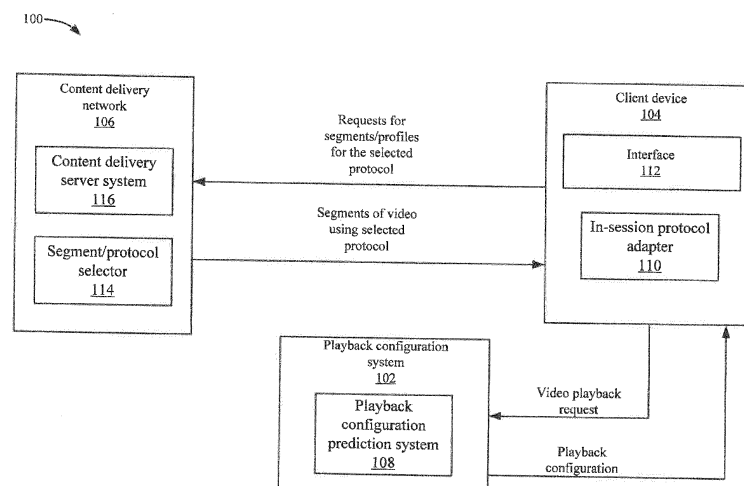 100
Content delivery
network
106
Content delivery
server system
116
Segment/protocol
selector
114
Requests for
segments/profiles
for the selected
protocol
Segments of video
using selected
protocol
Client device
104
Interface
112
In-session protocol
adapter
110
Playback configuration
system
102
Playback
configuration
prediction system
108
Video playback
request
Playback
configuration